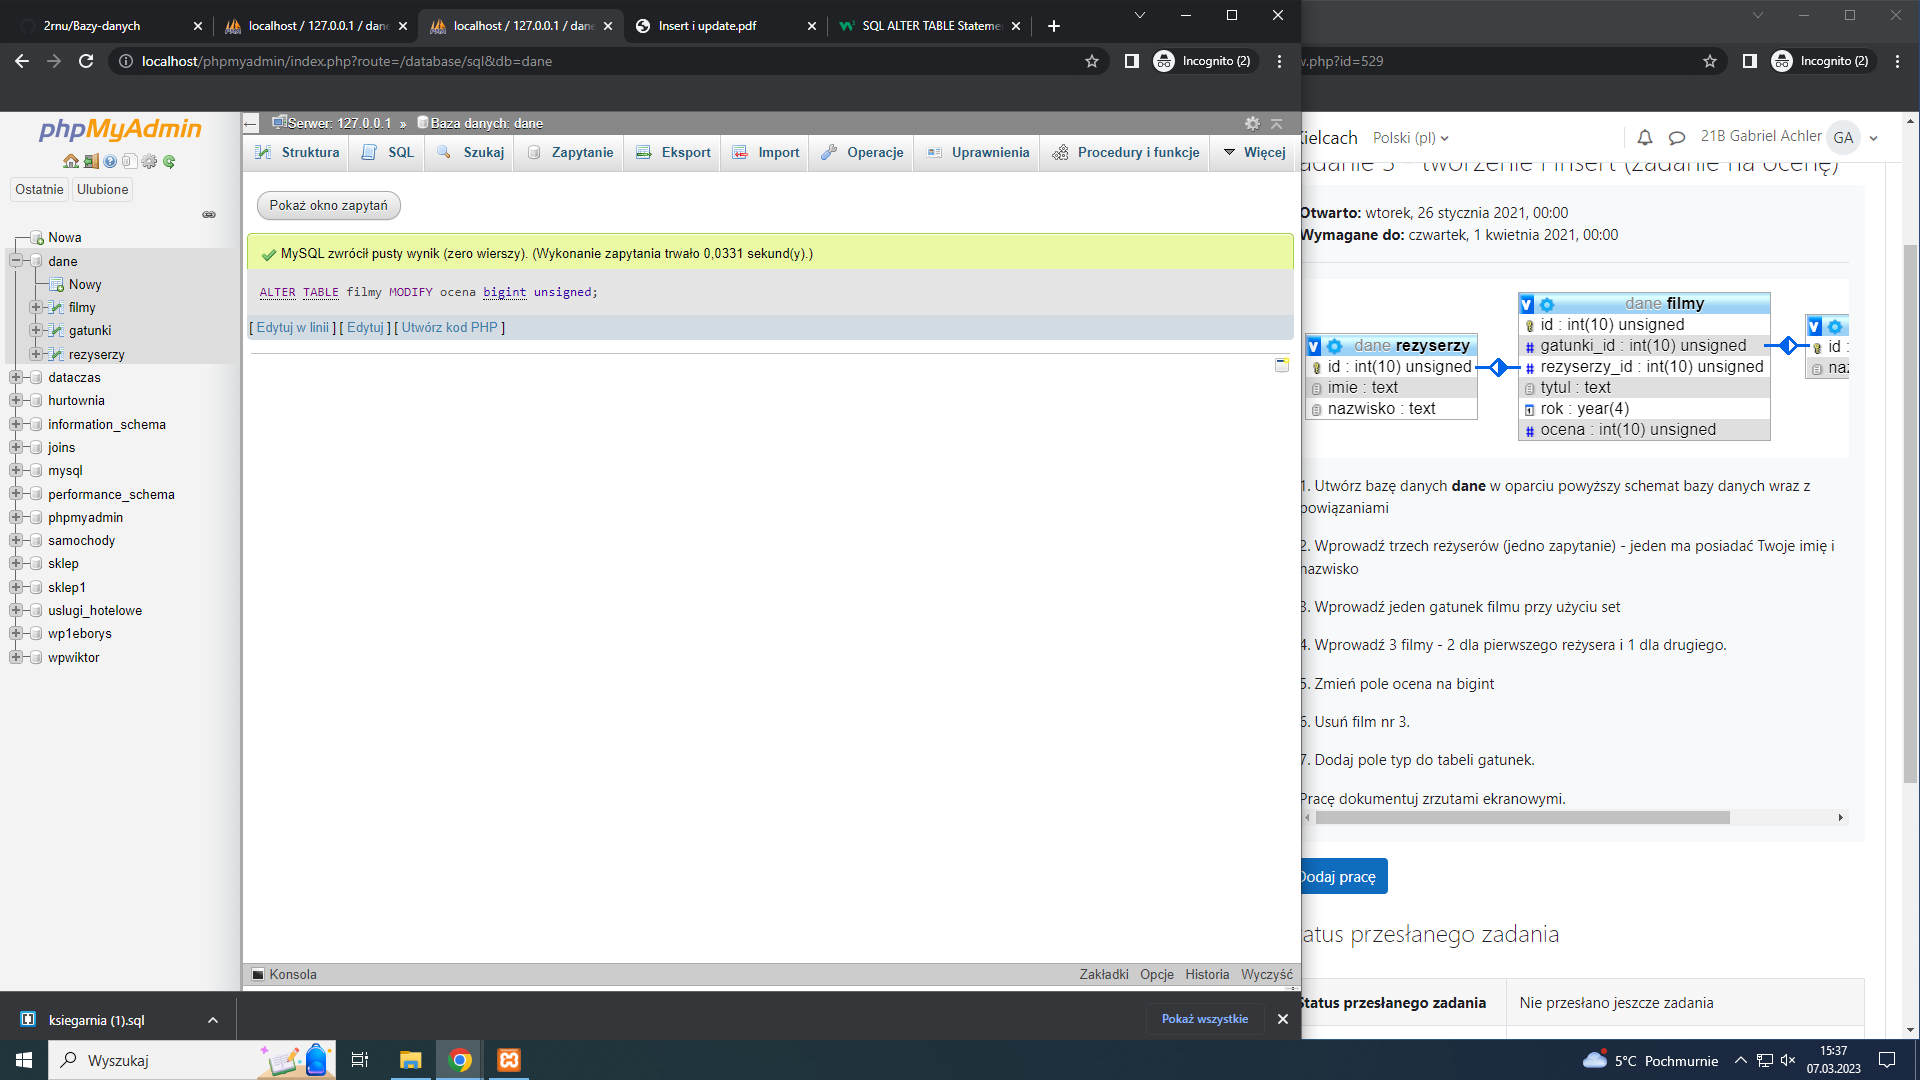 2rnu/Bazy-danych
localhost / 127.0.0.1 / dane
localhost / 127.0.0.1 / dane
Insert i update.pdf
SQL ALTER TABLE Stateme
localhost/phpmyadmin/index.php?route=/database/sql&db=dane
Incognito (2)
w.php?id=529
Incognito (2)
phpMyAdmin
Ostatnie
Ulubione
Nowa
dane
Nowy
filmy
gatunki
rezyserzy
dataczas
hurtownia
information_schema
joins
mysql
performance_schema
phpmyadmin
samochody
sklep
sklep1
uslugi_hotelowe
wp1eborys
wpwiktor
Serwer: 127.0.0.1 » Baza danych: dane
Struktura
SQL
Szukaj
Zapytanie
Eksport
Import
Operacje
Uprawnienia
Procedury i funkcje
Więcej
Pokaż okno zapytań
MySQL zwrócił pusty wynik (zero wierszy). (Wykonanie zapytania trwało 0,0331 sekund(y).)
ALTER TABLE filmy MODIFY ocena bigint unsigned;
[ Edytuj w linii ] [ Edytuj ] [ Utwórz kod PHP ]
Konsola
Zakładki Opcje Historia Wyczyść
Kielcach
Polski (pl)
21B Gabriel Achler
GA
adanie 3 - tworzenie i insert (zadanie na ocenę)
Otwarto: wtorek, 26 stycznia 2021, 00:00
Wymagane do: czwartek, 1 kwietnia 2021, 00:00
dane rezyserzy
id : int(10) unsigned
imie : text
nazwisko : text
dane filmy
id : int(10) unsigned
gatunki_id : int(10) unsigned
rezyserzy_id : int(10) unsigned
tytul : text
rok : year(4)
ocena : int(10) unsigned
id :
naz
1. Utwórz bazę danych dane w oparciu powyższy schemat bazy danych wraz z
powiązaniami
2. Wprowadź trzech reżyserów (jedno zapytanie) - jeden ma posiadać Twoje imię i
nazwisko
3. Wprowadź jeden gatunek filmu przy użyciu set
4. Wprowadź 3 filmy - 2 dla pierwszego reżysera i 1 dla drugiego.
5. Zmień pole ocena na bigint
6. Usuń film nr 3.
7. Dodaj pole typ do tabeli gatunek.
Pracę dokumentuj zrzutami ekranowymi.
Dodaj pracę
tatus przesłanego zadania
Status przesłanego zadania
Nie przesłano jeszcze zadania
ksiegarnia (1).sql
Pokaż wszystkie
Wyszukaj
5°C Pochmurnie
15:37
07.03.2023